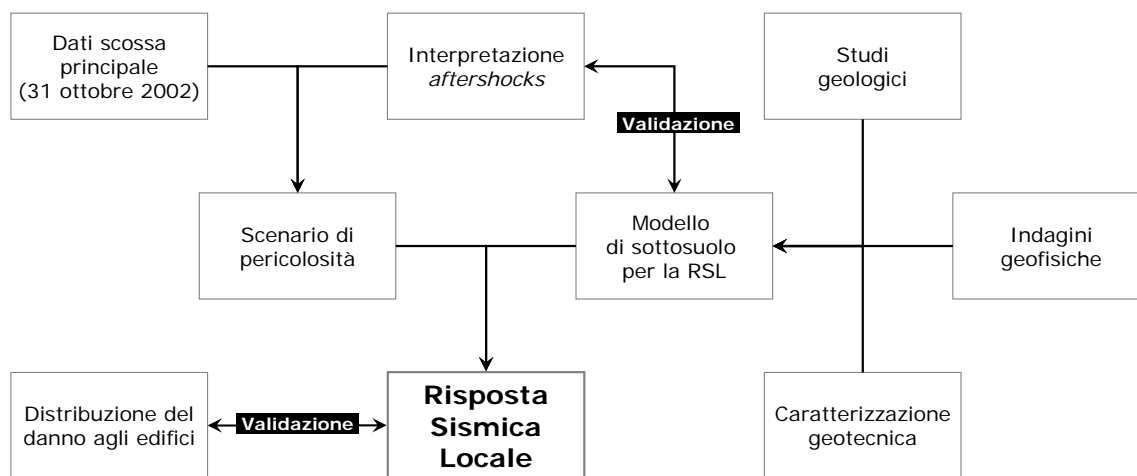 Dati scossa
principale
(31 ottobre 2002)
Interpretazione
aftershocks
Studi
geologici
Validazione
Scenario di
pericolosità
Modello
di sottosuolo
per la RSL
Indagini
geofisiche
Distribuzione del
danno agli edifici
Validazione
Risposta
Sismica
Locale
Caratterizzazione
geotecnica